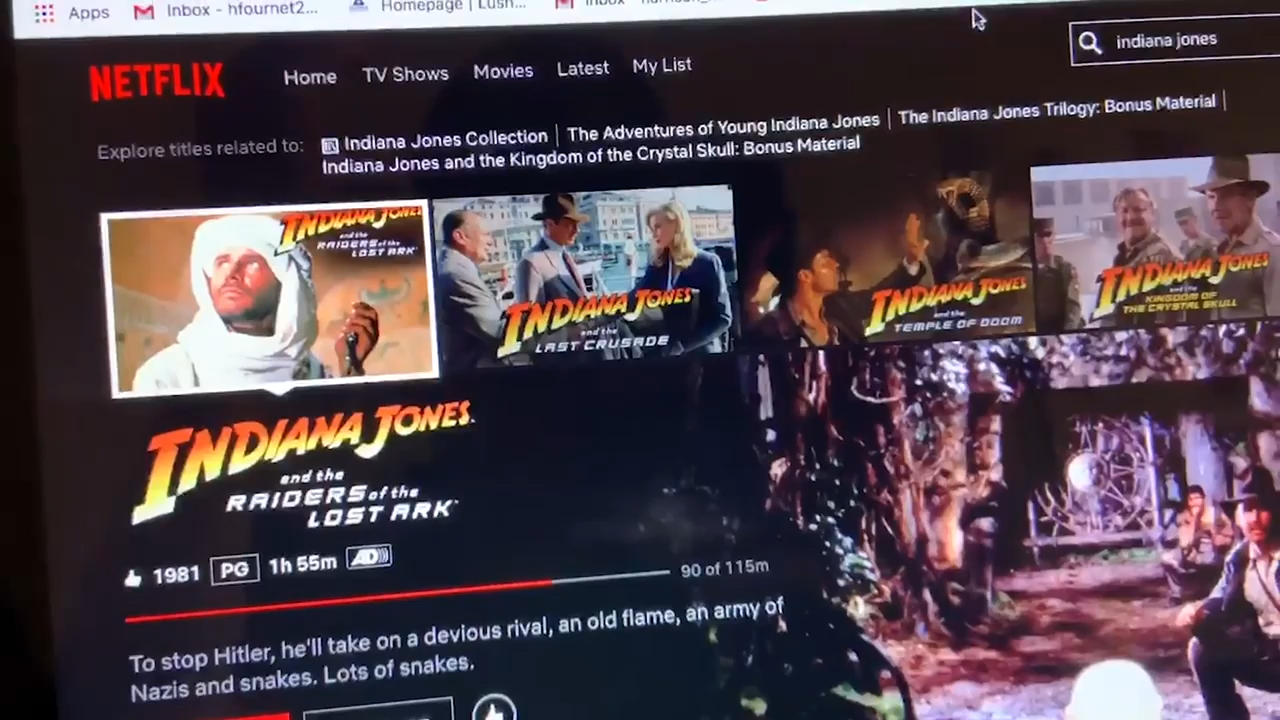 Apps
Inbox - hfournet2...
Homepage | Lush...
Inbox
NETFLIX
Home
TV Shows
Movies
Latest
My List
indiana jones
Explore titles related to:
Indiana Jones Collection | The Adventures of Young Indiana Jones | The Indiana Jones Trilogy: Bonus Material |
Indiana Jones and the Kingdom of the Crystal Skull: Bonus Material
INDIANA JONES
and the
RAIDERS of the
LOST ARK
INDIANA JONES
and the
LAST CRUSADE
INDIANA JONES
and the
TEMPLE OF DOOM
INDIANA JONES
and the
KINGDOM OF
THE CRYSTAL SKULL
INDIANA JONES
and the
RAIDERS of the
LOST ARK
1981 PG 1h 55m AD
90 of 115m
To stop Hitler, he'll take on a devious rival, an old flame, an army of
Nazis and snakes. Lots of snakes.